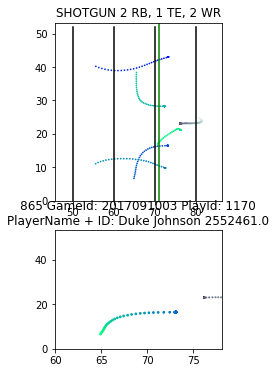 SHOTGUN 2 RB, 1 TE, 2 WR
50
40
30
20
10
0
50 60 70 80
865 GameId: 2017091003 PlayId: 1170
PlayerName + ID: Duke Johnson 2552461.0
40
20
0
60 65 70 75